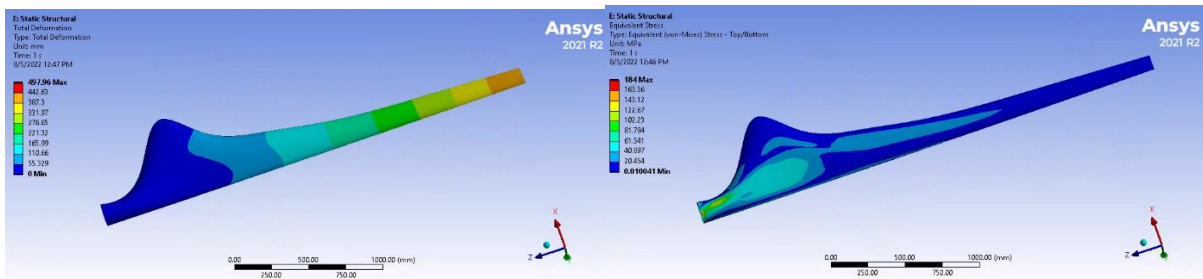 E: Static Structural
Total Deformation
Type: Total Deformation
Unit: mm
Time: 1 s
8/5/2022 12:47 PM
497.96 Max
442.63
387.3
331.97
276.65
221.32
165.99
110.66
55.329
0 Min
Ansys
2021 R2
X
Z
0.00
500.00
1000.00 (mm)
250.00
750.00
E: Static Structural
Equivalent Stress
Type: Equivalent (von-Mises) Stress - Top/Bottom
Unit: MPa
Time: 1 s
8/5/2022 12:46 PM
184 Max
163.56
143.12
122.67
102.23
81.784
61.341
40.897
20.454
0.010041 Min
Ansys
2021 R2
X
Z
0.00
500.00
1000.00 (mm)
250.00
750.00